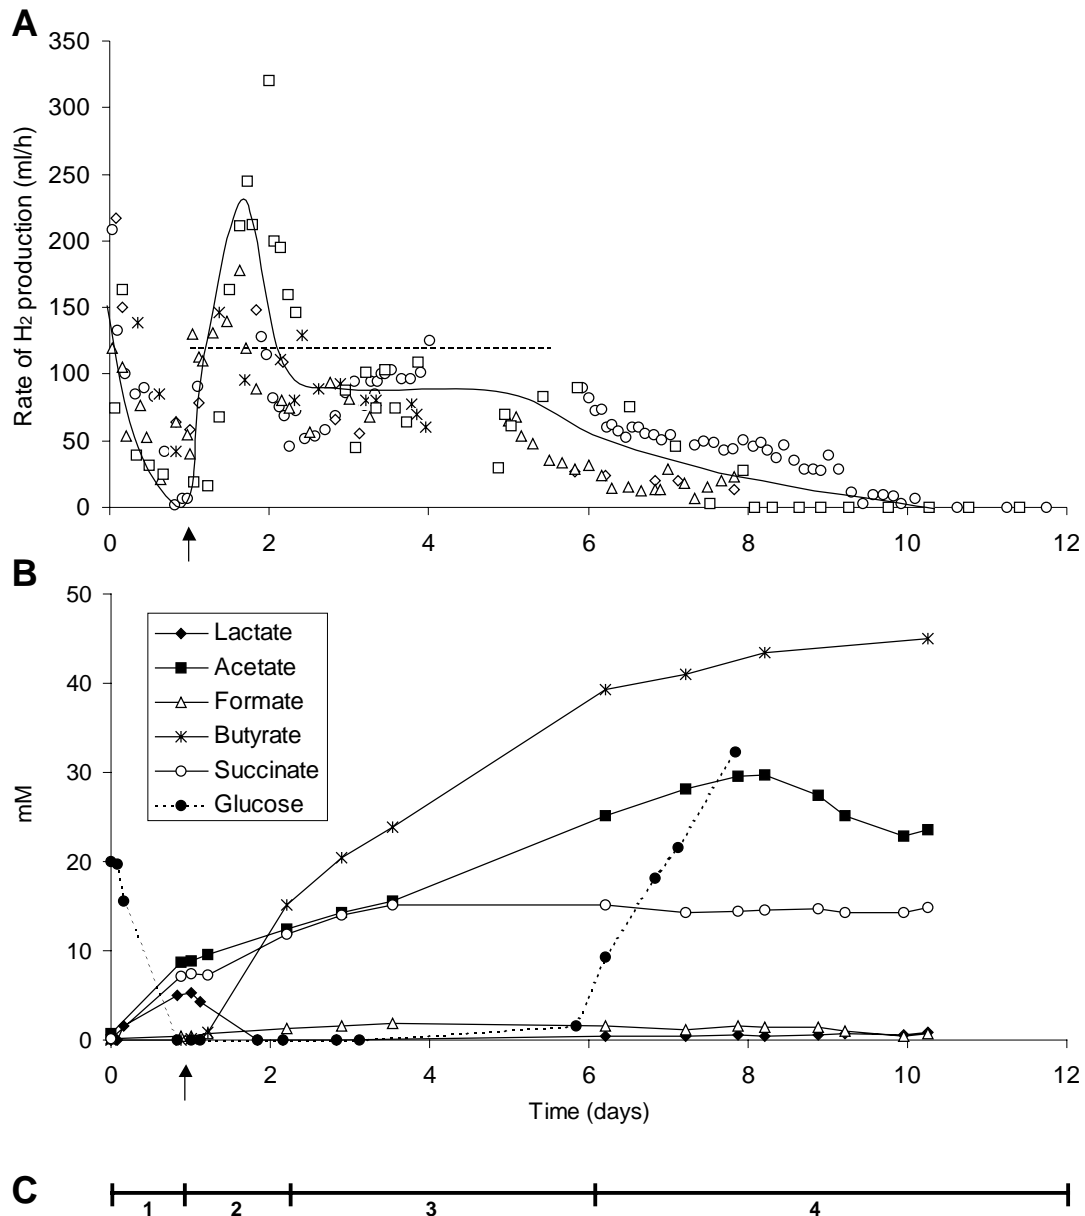 A
350
300
250
200
150
100
50
0
Rate of H2 production (ml/h)
0 2 4 6 8 10 12
B
50
40
30
20
10
0
mM
Lactate
Acetate
Formate
Butyrate
Succinate
Glucose
0 2 4 6 8 10 12
Time (days)
C
1 2 3 4